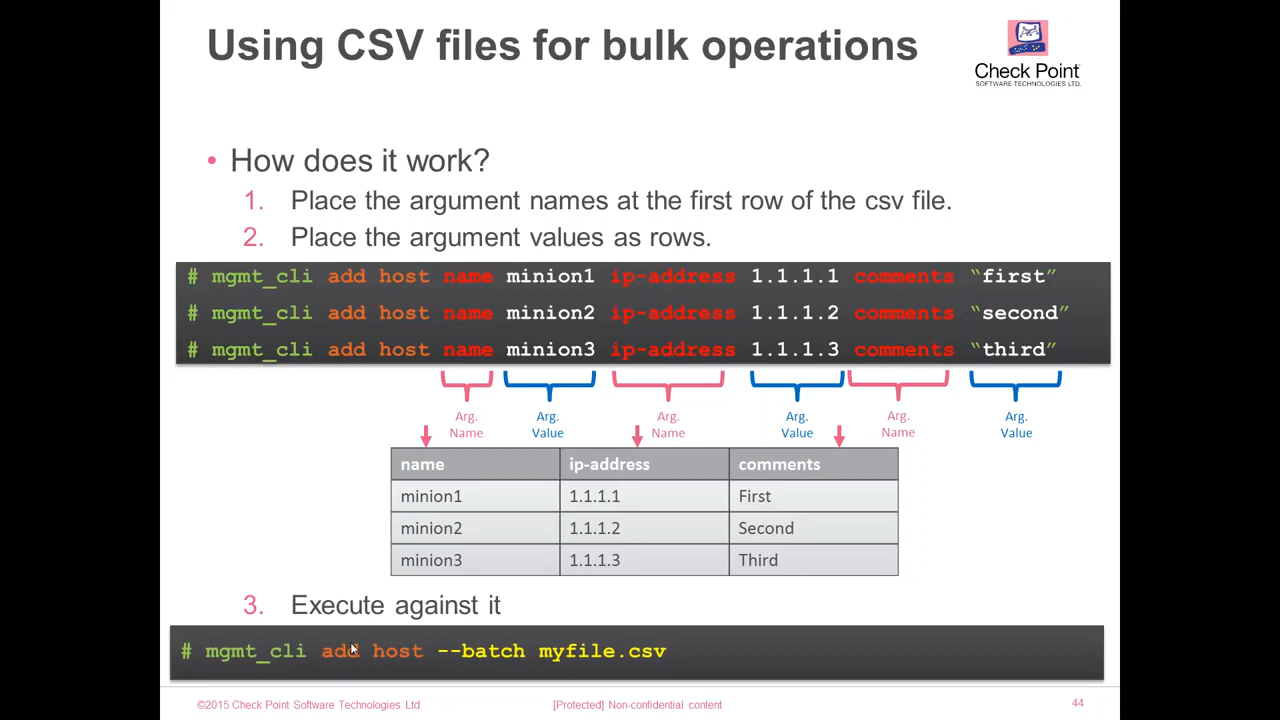 Using CSV files for bulk operations
Check Point
SOFTWARE TECHNOLOGIES LTD.
• How does it work?
1. Place the argument names at the first row of the csv file.
2. Place the argument values as rows.
# mgmt_cli add host name minion1 ip-address 1.1.1.1 comments “first”
# mgmt_cli add host name minion2 ip-address 1.1.1.2 comments “second”
# mgmt_cli add host name minion3 ip-address 1.1.1.3 comments “third”
Arg. Arg. Arg. Arg. Arg. Arg.
Name Value Name Value Name Value
name ip-address comments
minion1 1.1.1.1 First
minion2 1.1.1.2 Second
minion3 1.1.1.3 Third
3. Execute against it
# mgmt_cli add host --batch myfile.csv
©2015 Check Point Software Technologies Ltd. [Protected] Non-confidential content 44